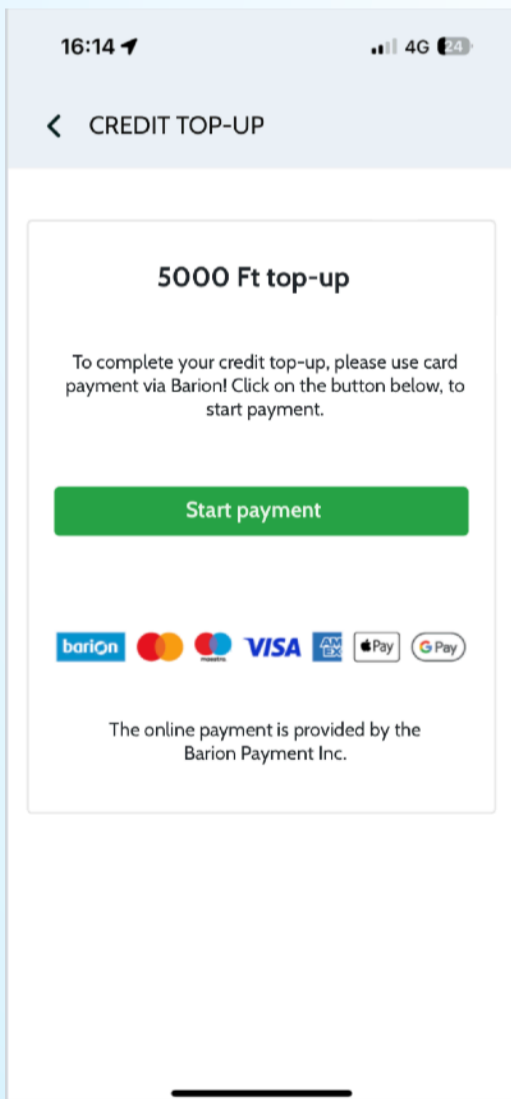 16:14
4G 24
CREDIT TOP-UP
5000 Ft top-up
To complete your credit top-up, please use card
payment via Barion! Click on the button below, to
start payment.
Start payment
barion maestro VISA AMEX Pay G Pay
The online payment is provided by the
Barion Payment Inc.